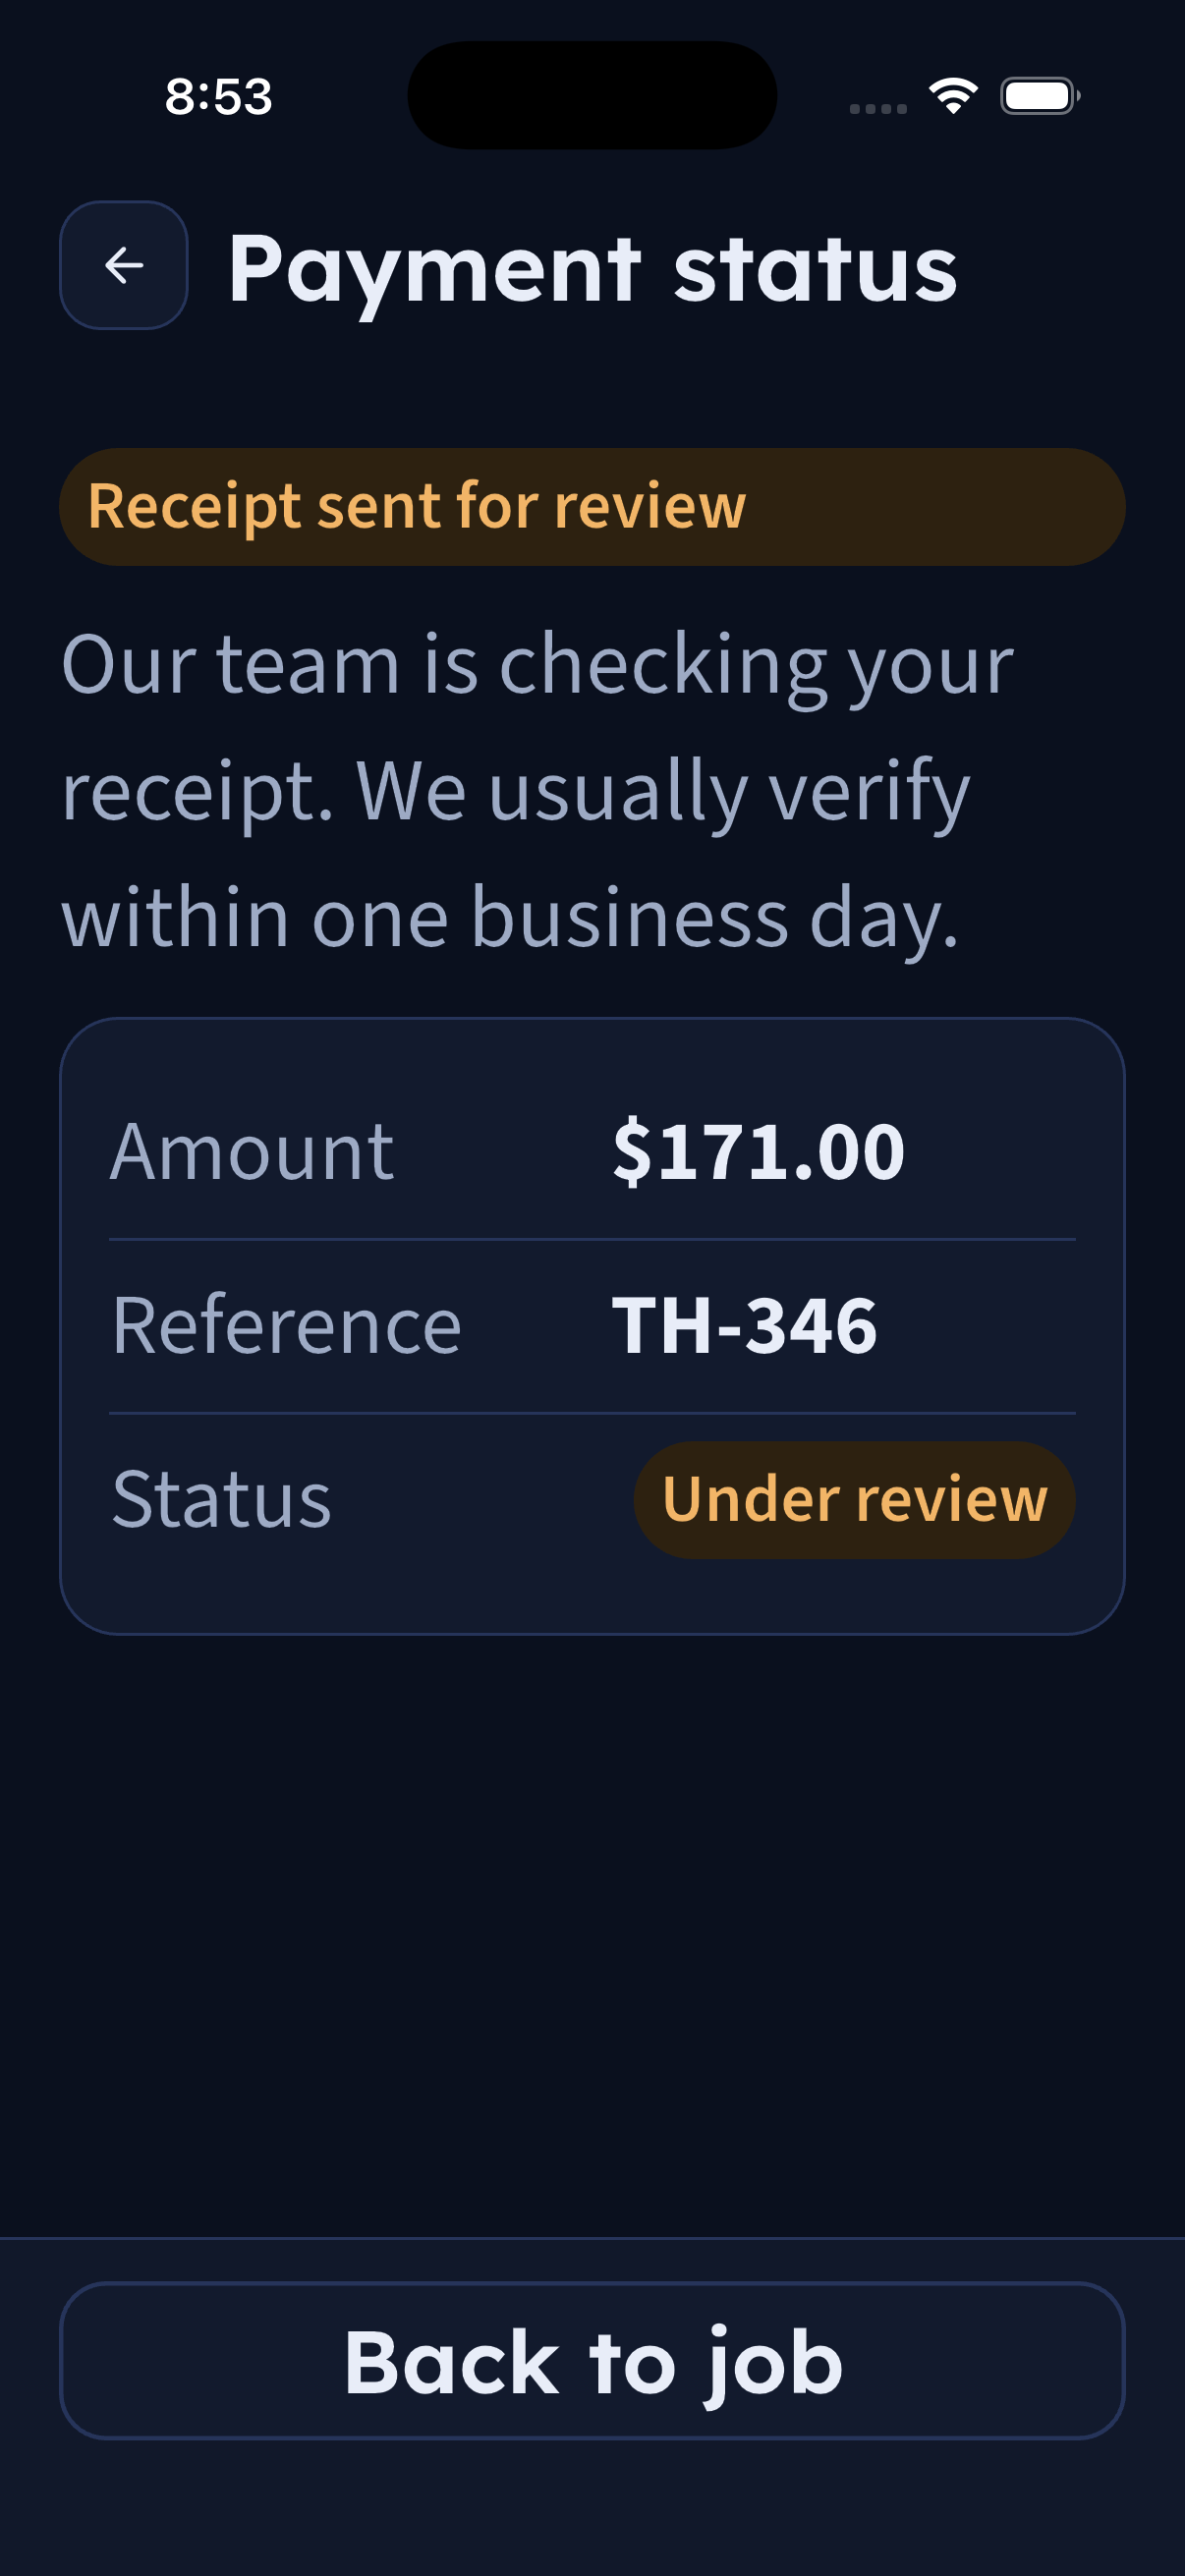 8:53
Payment status
Receipt sent for review
Our team is checking your
receipt. We usually verify
within one business day.
Amount $171.00
Reference TH-346
Status Under review
Back to job